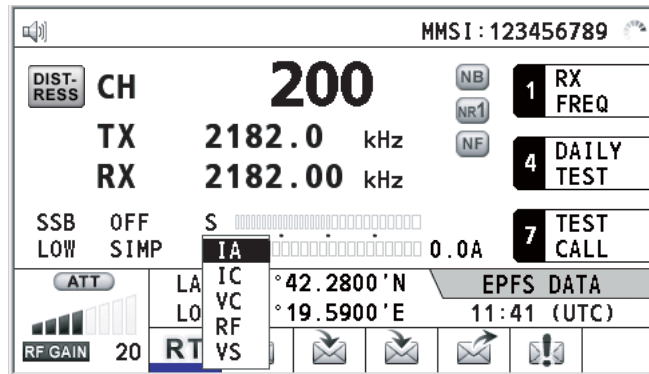 MMSI:123456789
DIST-
RESS
CH 200
NB
1 RX
FREQ
NR1
TX 2182.0 kHz
NF
RX 2182.00 kHz
4 DAILY
TEST
SSB OFF S
LOW SIMP
0.0A
7 TEST
CALL
IA
IC
VC
RF
VS
ATT
LA °42.2800'N
LO °19.5900'E
EPFS DATA
11:41 (UTC)
RF GAIN 20
RT